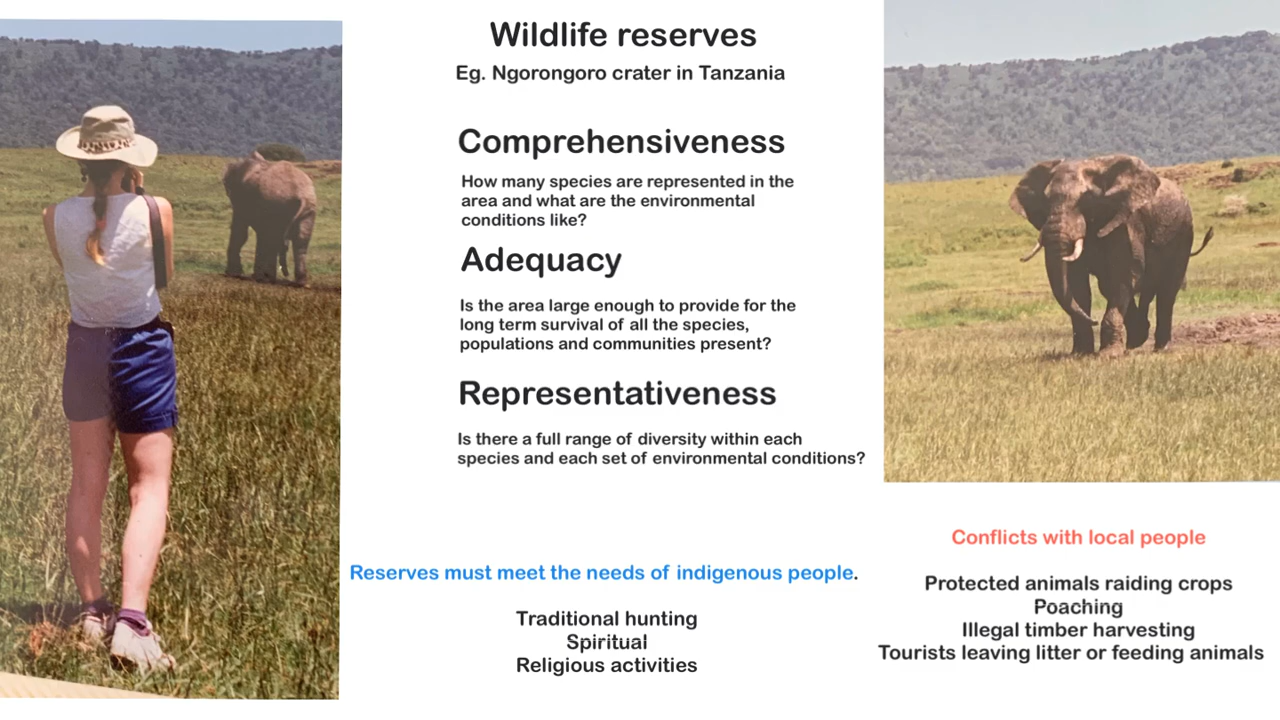 Wildlife reserves
Eg. Ngorongoro crater in Tanzania
Comprehensiveness
How many species are represented in the
area and what are the environmental
conditions like?
Adequacy
Is the area large enough to provide for the
long term survival of all the species,
populations and communities present?
Representativeness
Is there a full range of diversity within each
species and each set of environmental conditions?
Reserves must meet the needs of indigenous people.
Traditional hunting
Spiritual
Religious activities
Conflicts with local people
Protected animals raiding crops
Poaching
Illegal timber harvesting
Tourists leaving litter or feeding animals